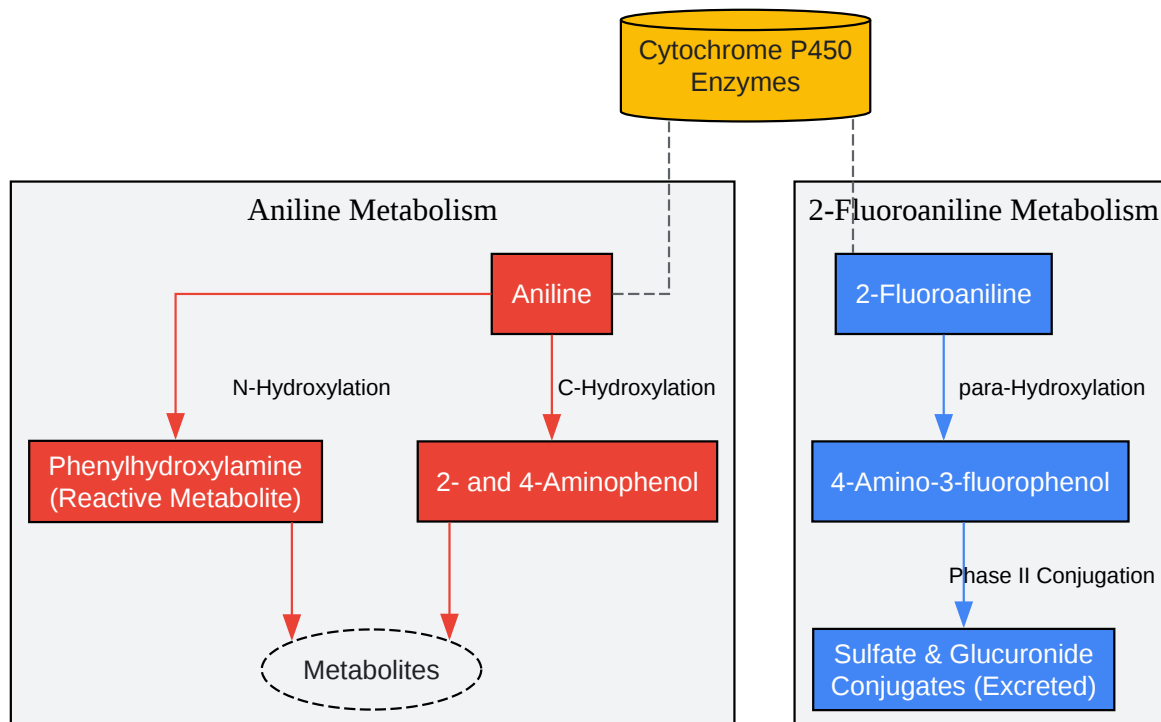 Cytochrome P450
Enzymes
Aniline Metabolism
2-Fluoroaniline Metabolism
Aniline
2-Fluoroaniline
N-Hydroxylation
C-Hydroxylation
para-Hydroxylation
Phenylhydroxylamine
(Reactive Metabolite)
2- and 4-Aminophenol
4-Amino-3-fluorophenol
Phase II Conjugation
Metabolites
Sulfate & Glucuronide
Conjugates (Excreted)